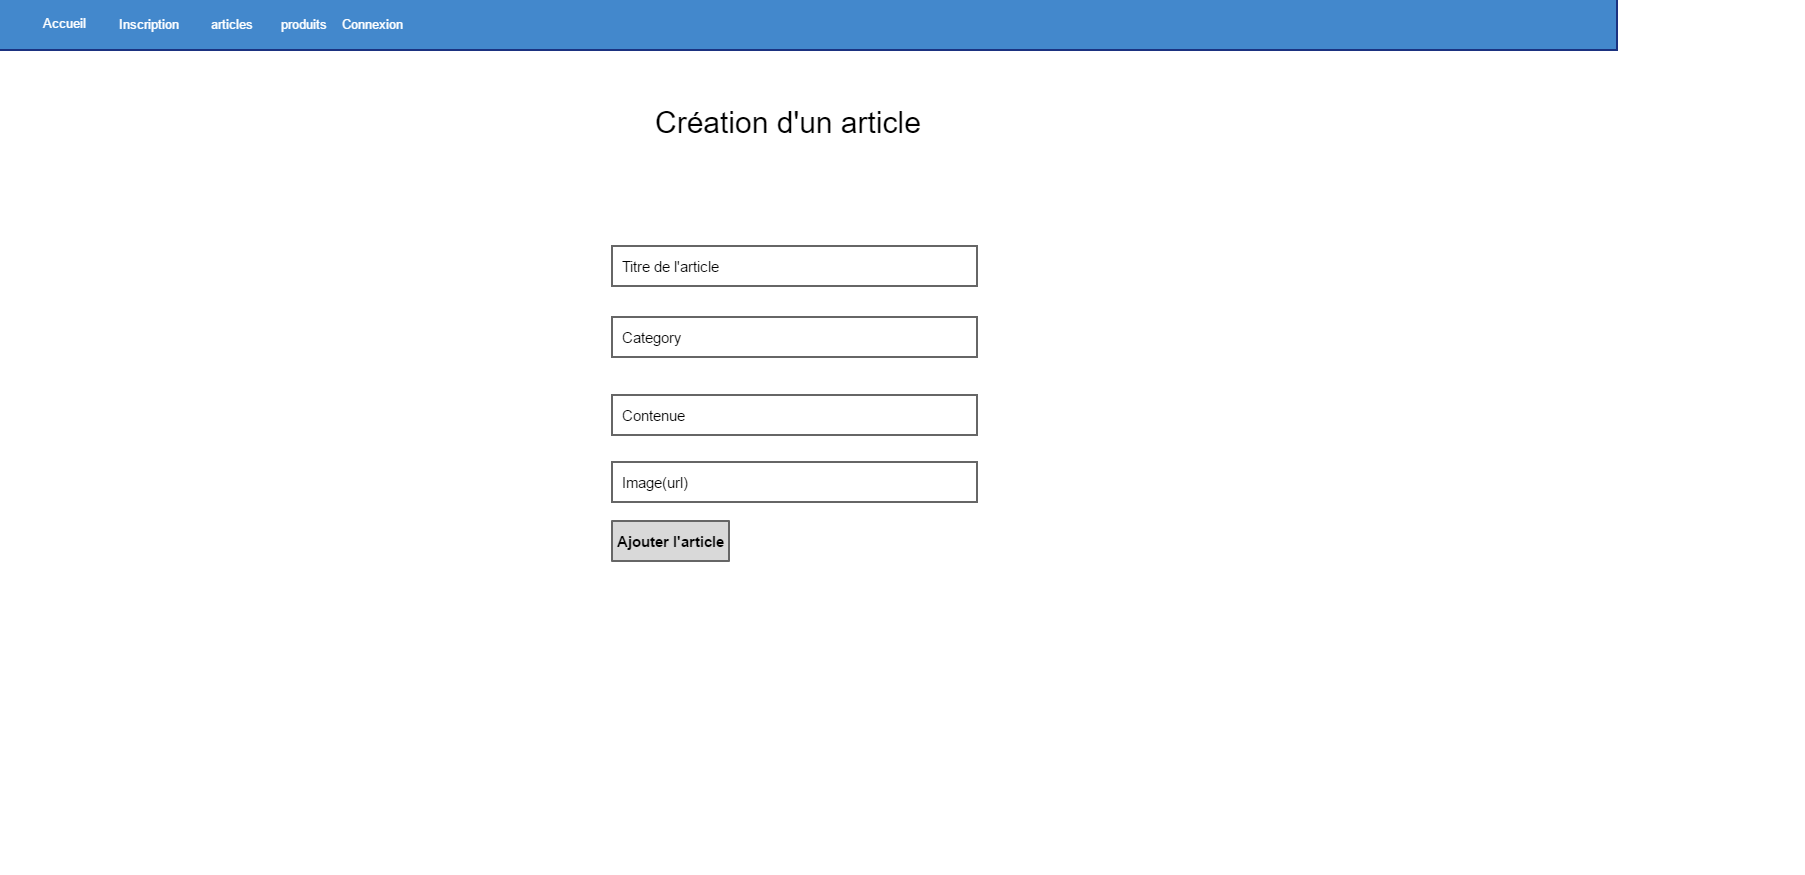 Accueil Inscription articles produits Connexion
Création d'un article
Titre de l'article
Category
Contenue
Image(url)
Ajouter l'article